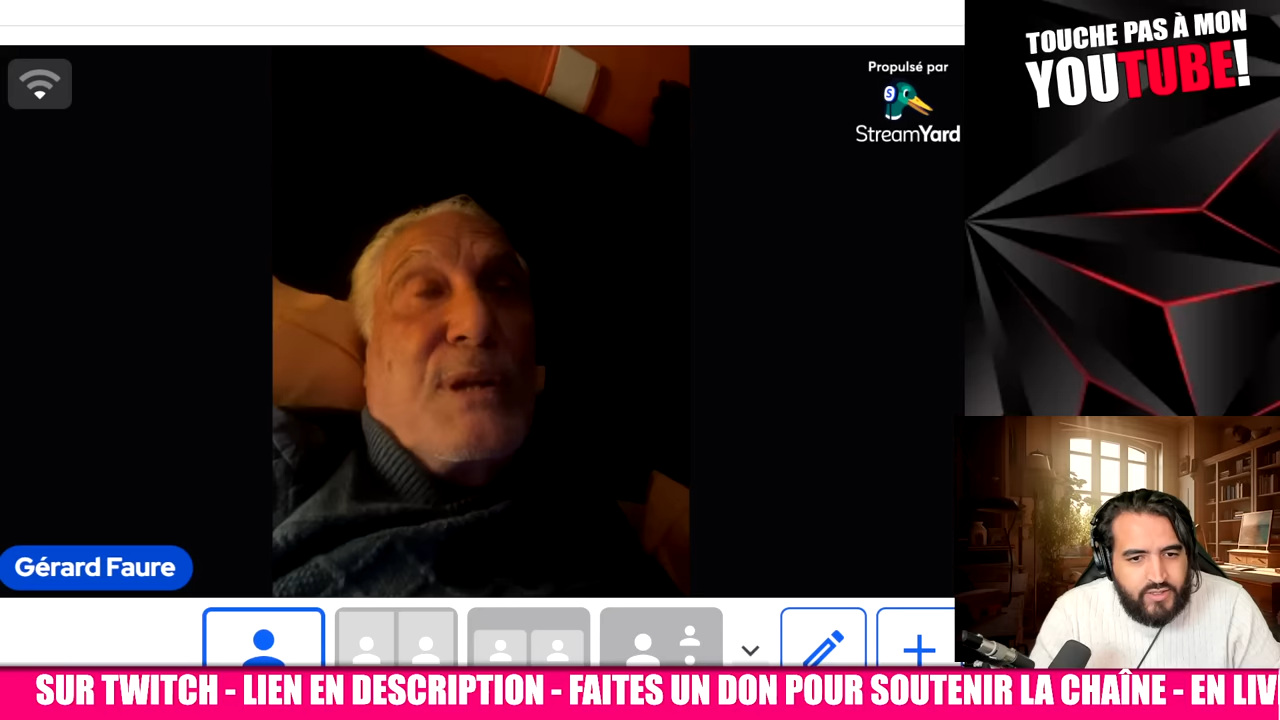 Propulsé par
StreamYard
TOUCHE PAS À MON
YOUTUBE!
Gérard Faure
SUR TWITCH - LIEN EN DESCRIPTION - FAITES UN DON POUR SOUTENIR LA CHAÎNE - EN LIV